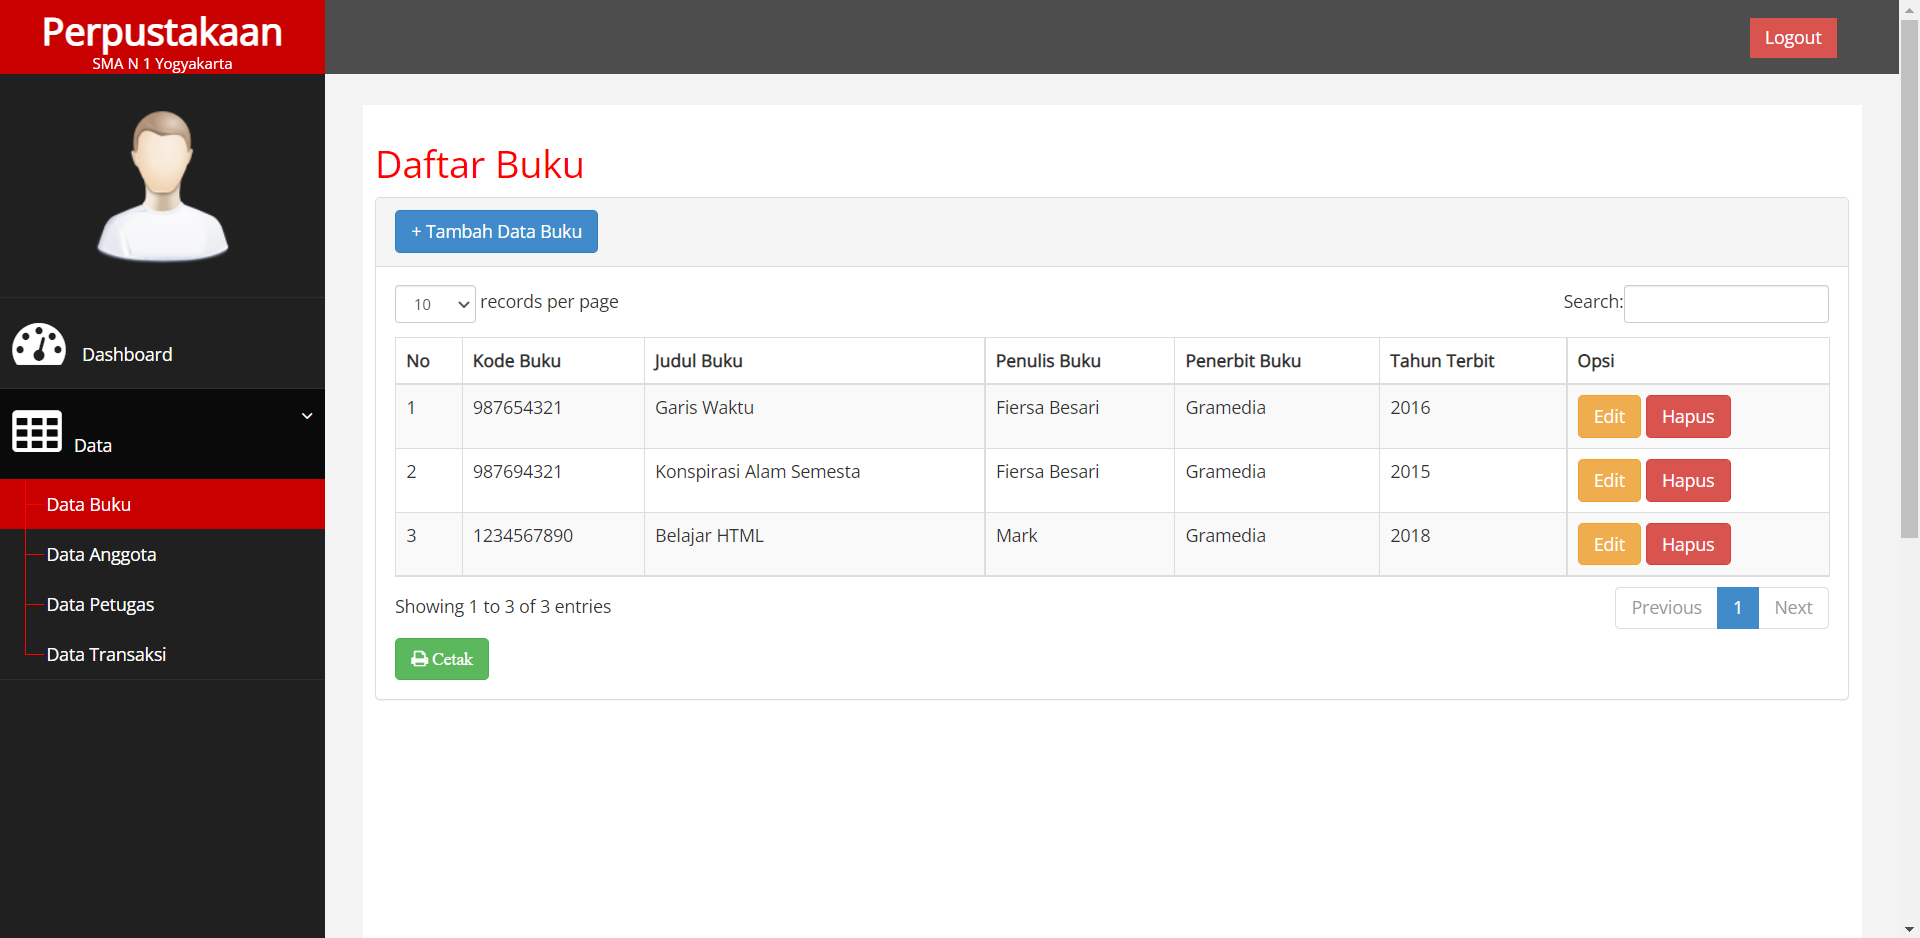 Perpustakaan
SMA N 1 Yogyakarta
Logout
Dashboard
Data
Data Buku
Data Anggota
Data Petugas
Data Transaksi
Daftar Buku
+ Tambah Data Buku
10 records per page
Search:
No Kode Buku Judul Buku Penulis Buku Penerbit Buku Tahun Terbit Opsi
1 987654321 Garis Waktu Fiersa Besari Gramedia 2016 Edit Hapus
2 987694321 Konspirasi Alam Semesta Fiersa Besari Gramedia 2015 Edit Hapus
3 1234567890 Belajar HTML Mark Gramedia 2018 Edit Hapus
Showing 1 to 3 of 3 entries
Previous 1 Next
Cetak